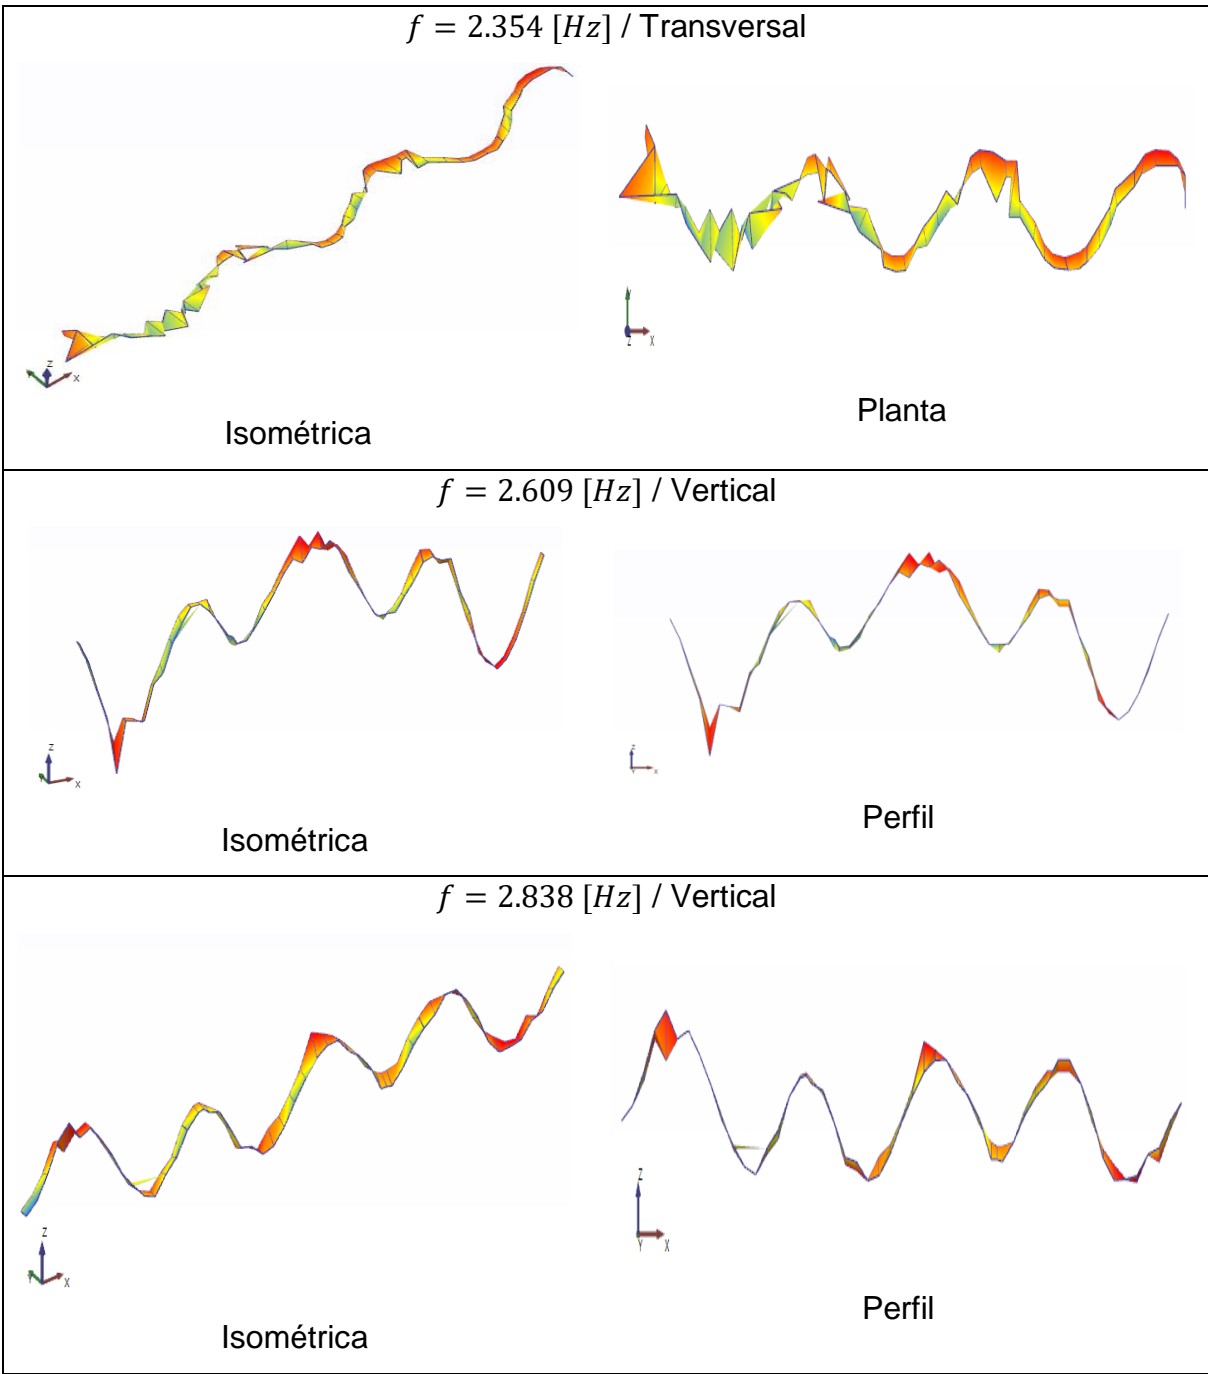 f = 2.354 [Hz] / Transversal
z
x
Z
X
Isométrica
Planta
f = 2.609 [Hz] / Vertical
z
Y
X
z
Y
x
Isométrica
Perfil
f = 2.838 [Hz] / Vertical
Z
Y
X
Z
Y
X
Isométrica
Perfil